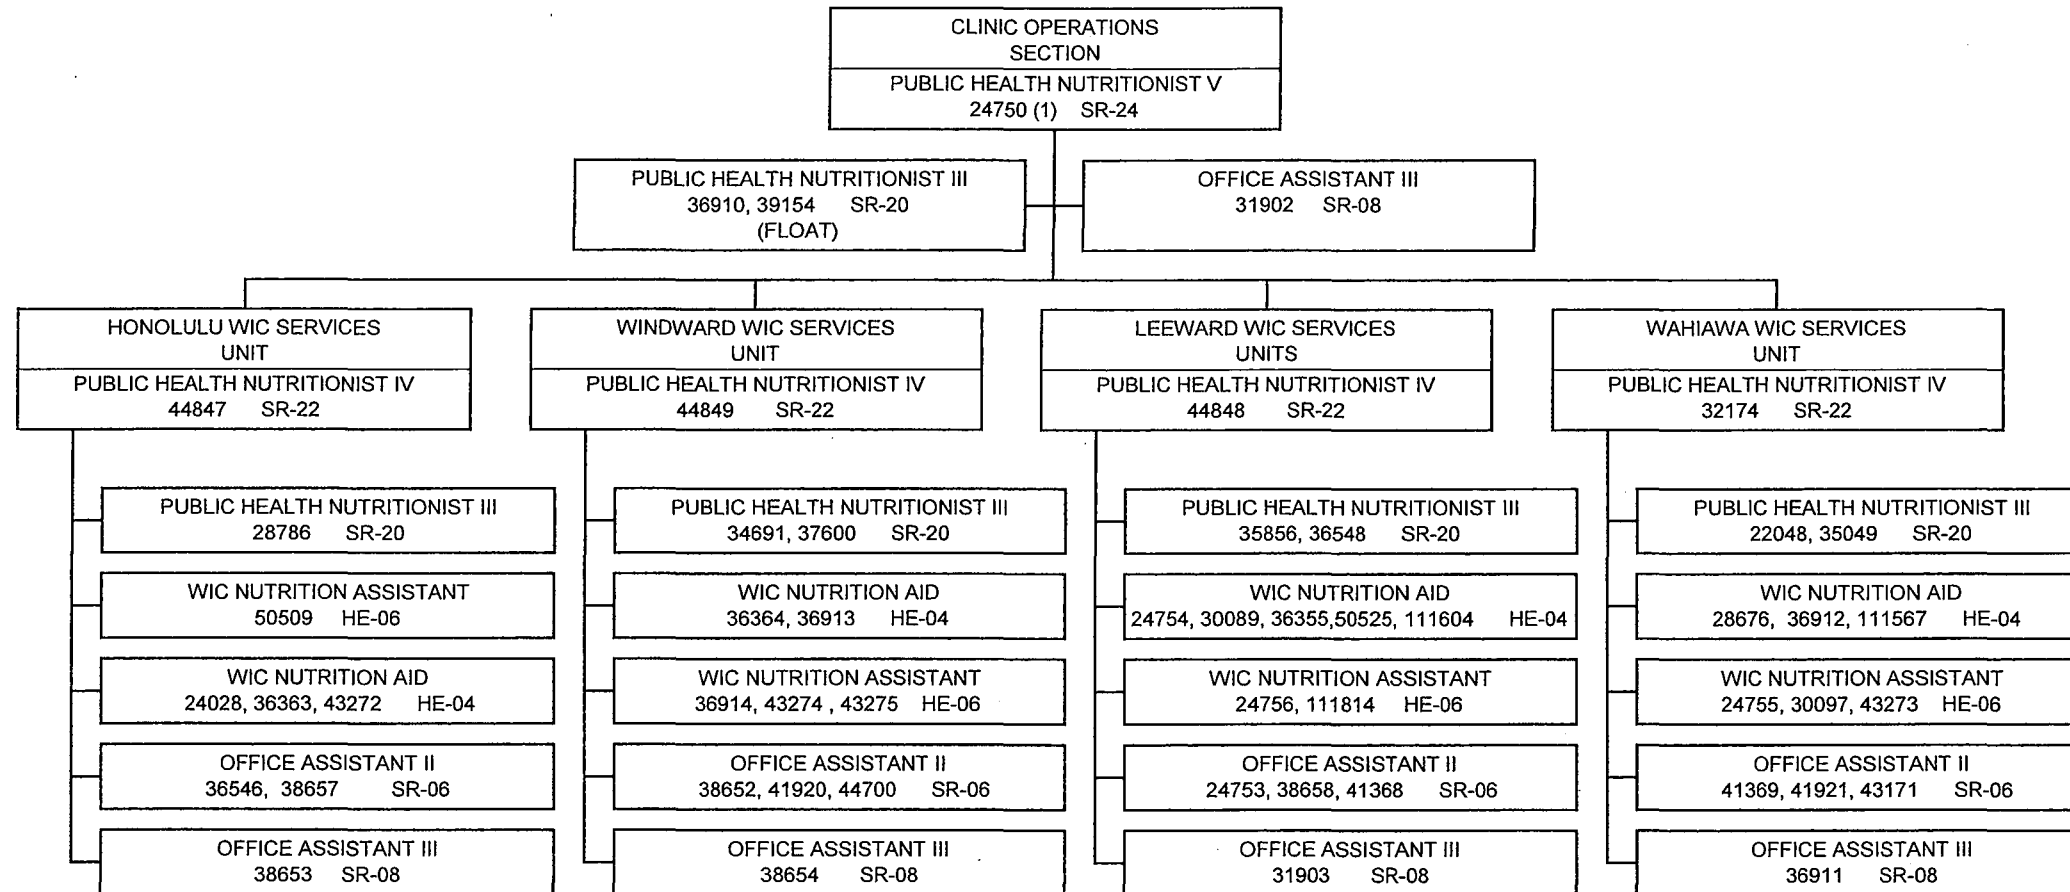 CLINIC OPERATIONS
SECTION
PUBLIC HEALTH NUTRITIONIST V
24750 (1) SR-24
PUBLIC HEALTH NUTRITIONIST III
36910, 39154 SR-20
(FLOAT)
OFFICE ASSISTANT III
31902 SR-08
HONOLULU WIC SERVICES
UNIT
PUBLIC HEALTH NUTRITIONIST IV
44847 SR-22
PUBLIC HEALTH NUTRITIONIST III
28786 SR-20
WIC NUTRITION ASSISTANT
50509 HE-06
WIC NUTRITION AID
24028, 36363, 43272 HE-04
OFFICE ASSISTANT II
36546, 38657 SR-06
OFFICE ASSISTANT III
38653 SR-08
WINDWARD WIC SERVICES
UNIT
PUBLIC HEALTH NUTRITIONIST IV
44849 SR-22
PUBLIC HEALTH NUTRITIONIST III
34691, 37600 SR-20
WIC NUTRITION AID
36364, 36913 HE-04
WIC NUTRITION ASSISTANT
36914, 43274 , 43275 HE-06
OFFICE ASSISTANT II
38652, 41920, 44700 SR-06
OFFICE ASSISTANT III
38654 SR-08
LEEWARD WIC SERVICES
UNITS
PUBLIC HEALTH NUTRITIONIST IV
44848 SR-22
PUBLIC HEALTH NUTRITIONIST III
35856, 36548 SR-20
WIC NUTRITION AID
24754, 30089, 36355,50525, 111604 HE-04
WIC NUTRITION ASSISTANT
24756, 111814 HE-06
OFFICE ASSISTANT II
24753, 38658, 41368 SR-06
OFFICE ASSISTANT III
31903 SR-08
WAHIAWA WIC SERVICES
UNIT
PUBLIC HEALTH NUTRITIONIST IV
32174 SR-22
PUBLIC HEALTH NUTRITIONIST III
22048, 35049 SR-20
WIC NUTRITION AID
28676, 36912, 111567 HE-04
WIC NUTRITION ASSISTANT
24755, 30097, 43273 HE-06
OFFICE ASSISTANT II
41369, 41921, 43171 SR-06
OFFICE ASSISTANT III
36911 SR-08